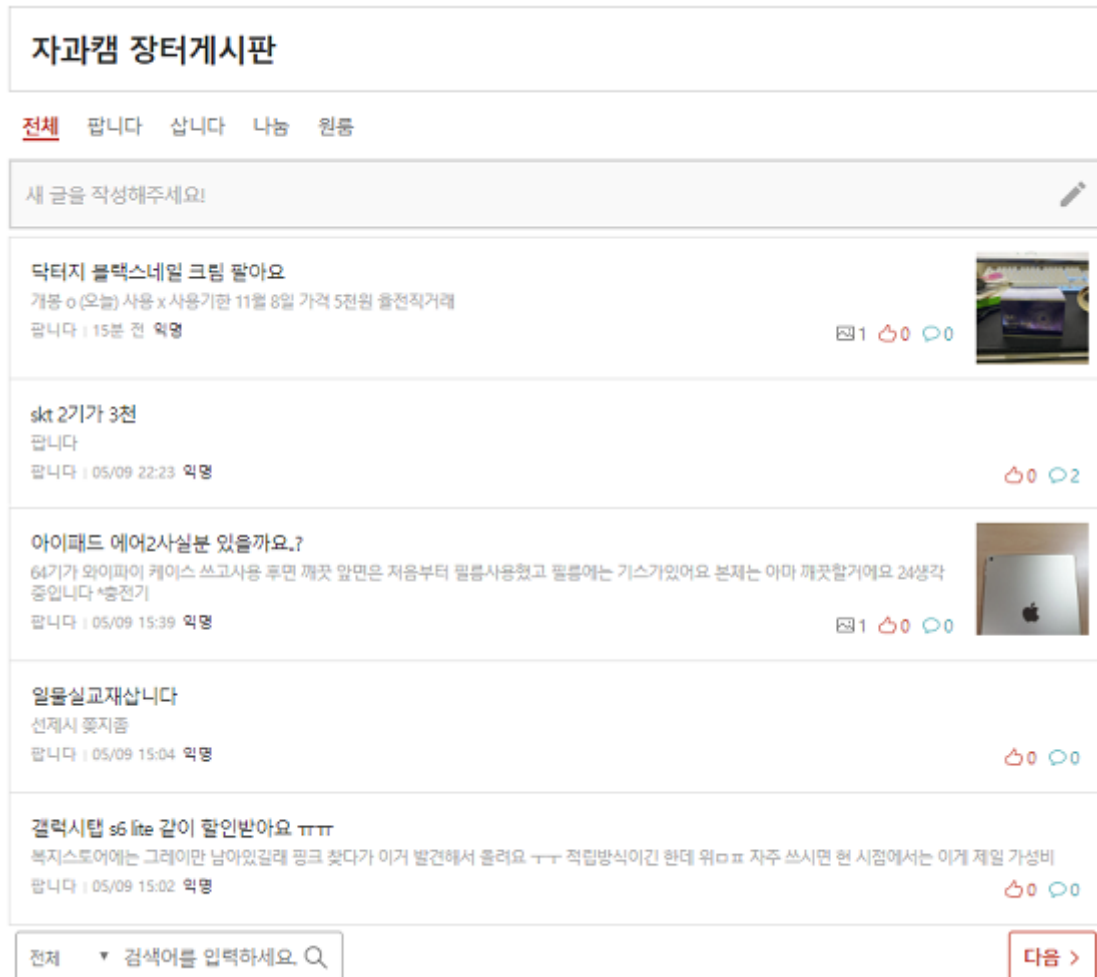 자과캠 장터게시판
전체 팝니다 삽니다 나눔 원룸
새 글을 작성해주세요!
닥터지 블랙스네일 크림 팔아요
개봉 o (오늘) 사용 x 사용기한 11월 8일 가격 5천원 율전직거래
팝니다 | 15분 전 익명
1 0 0
skt 2기가 3천
팝니다
팝니다 | 05/09 22:23 익명
0 2
아이패드 에어2사실분 있을까요..?
64기가 와이파이 케이스 쓰고사용 후면 깨끗 앞면은 처음부터 필름사용했고 필름에는 기스가있어요 본체는 아마 깨끗할거에요 24생각
중입니다 *충전기
팝니다 | 05/09 15:39 익명
1 0 0
일물실교재삽니다
선제시 쪽지좀
팝니다 | 05/09 15:04 익명
0 0
갤럭시탭 s6 lite 같이 할인받아요 ㅠㅠ
복지스토어에는 그레이만 남아있길래 핑크 찾다가 이거 발견해서 올려요 ㅜㅜ 적립방식이긴 한데 위ㅁㅍ 자주 쓰시면 현 시점에서는 이게 제일 가성비
팝니다 | 05/09 15:02 익명
0 0
전체 ▼ 검색어를 입력하세요.
다음 >